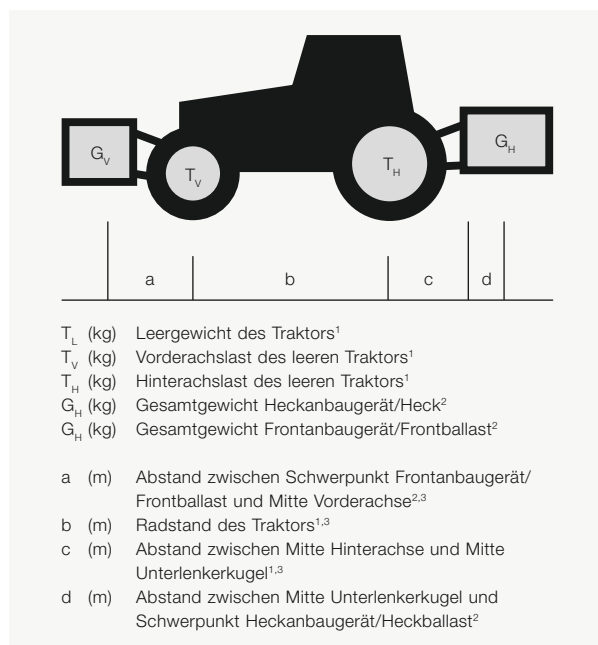 G_V T_V T_H G_H
a b c d
T_L (kg) Leergewicht des Traktors¹
T_V (kg) Vorderachslast des leeren Traktors¹
T_H (kg) Hinterachslast des leeren Traktors¹
G_H (kg) Gesamtgewicht Heckanbaugerät/Heck²
G_H (kg) Gesamtgewicht Frontanbaugerät/Frontballast²
a (m) Abstand zwischen Schwerpunkt Frontanbaugerät/
Frontballast und Mitte Vorderachse²,³
b (m) Radstand des Traktors¹,³
c (m) Abstand zwischen Mitte Hinterachse und Mitte
Unterlenkerkugel¹,³
d (m) Abstand zwischen Mitte Unterlenkerkugel und
Schwerpunkt Heckanbaugerät/Heckballast²